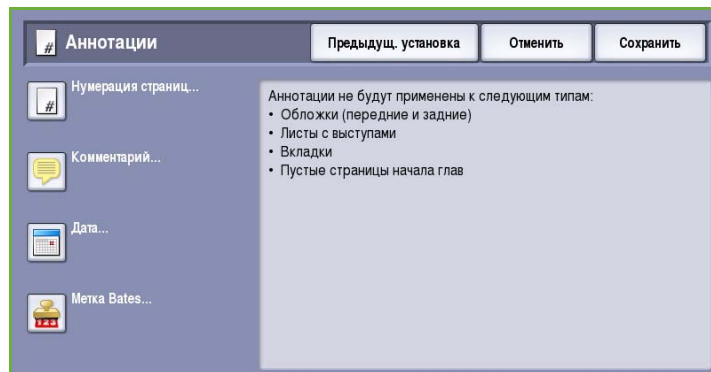 Аннотации
Предыдущ. установка
Отменить
Сохранить
Нумерация страниц...
Комментарий...
Дата...
Метка Bates...
Аннотации не будут применены к следующим типам:
• Обложки (передние и задние)
• Листы с выступами
• Вкладки
• Пустые страницы начала глав